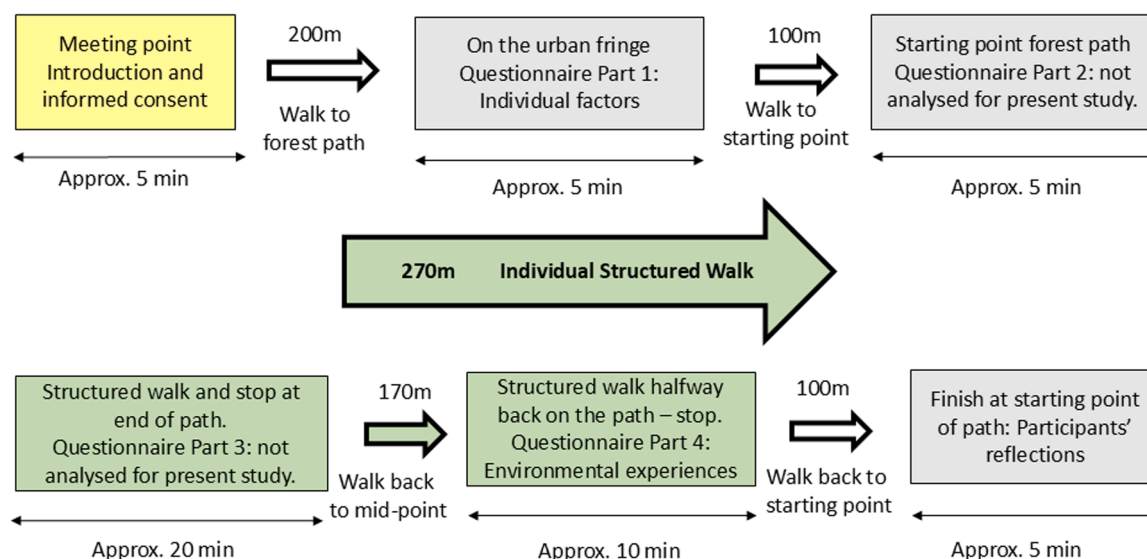 Meeting point
Introduction and
informed consent
200m
Walk to
forest path
On the urban fringe
Questionnaire Part 1:
Individual factors
100m
Walk to
starting point
Starting point forest path
Questionnaire Part 2: not
analysed for present study.
Approx. 5 min
Approx. 5 min
Approx. 5 min
270m Individual Structured Walk
Structured walk and stop at
end of path.
Questionnaire Part 3: not
analysed for present study.
170m
Walk back
to mid-point
Structured walk halfway
back on the path – stop.
Questionnaire Part 4:
Environmental experiences
100m
Walk back to
starting point
Finish at starting point
of path: Participants’
reflections
Approx. 20 min
Approx. 10 min
Approx. 5 min